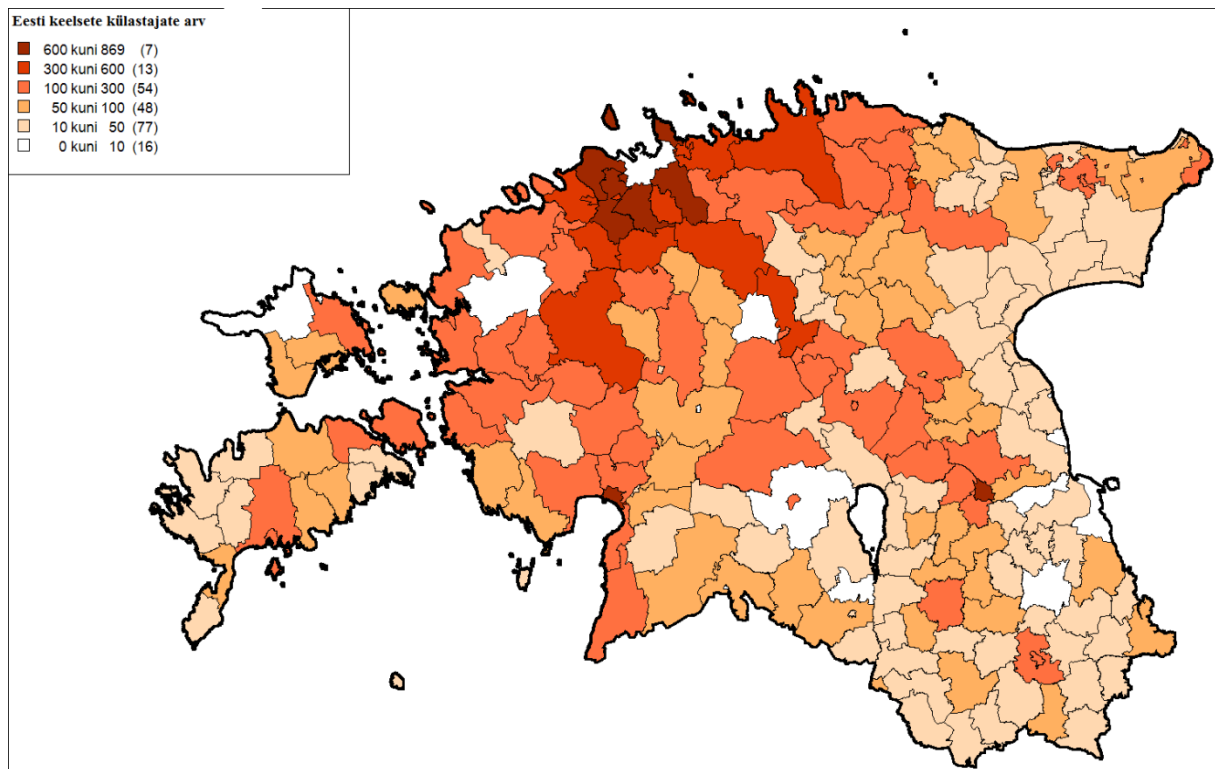 Eesti keelsete külastajate arv
600 kuni 869 (7)
300 kuni 600 (13)
100 kuni 300 (54)
50 kuni 100 (48)
10 kuni 50 (77)
0 kuni 10 (16)